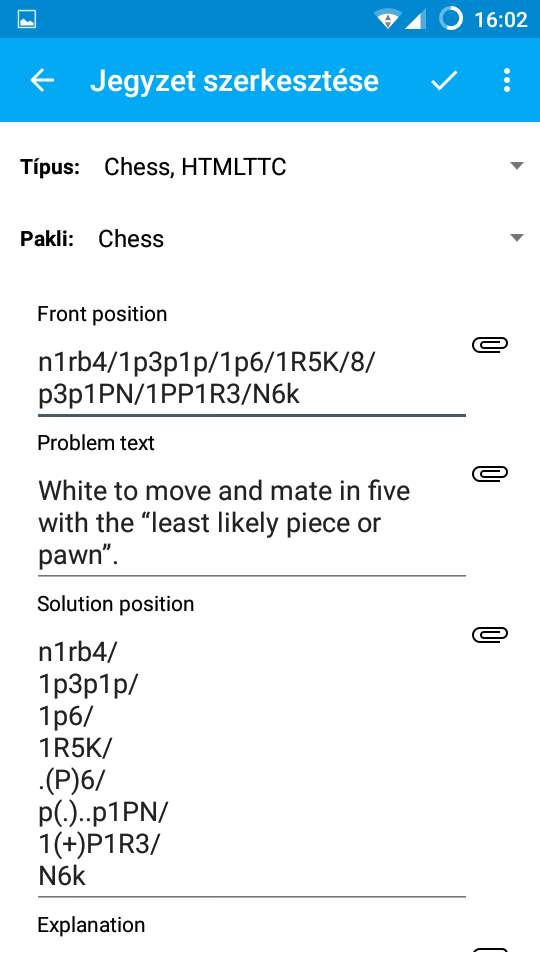 16:02
Jegyzet szerkesztése
Típus: Chess, HTMLTTC
Pakli: Chess
Front position
n1rb4/1p3p1p/1p6/1R5K/8/
p3p1PN/1PP1R3/N6k
Problem text
White to move and mate in five
with the “least likely piece or
pawn”.
Solution position
n1rb4/
1p3p1p/
1p6/
1R5K/
.(P)6/
p(.)..p1PN/
1(+)P1R3/
N6k
Explanation